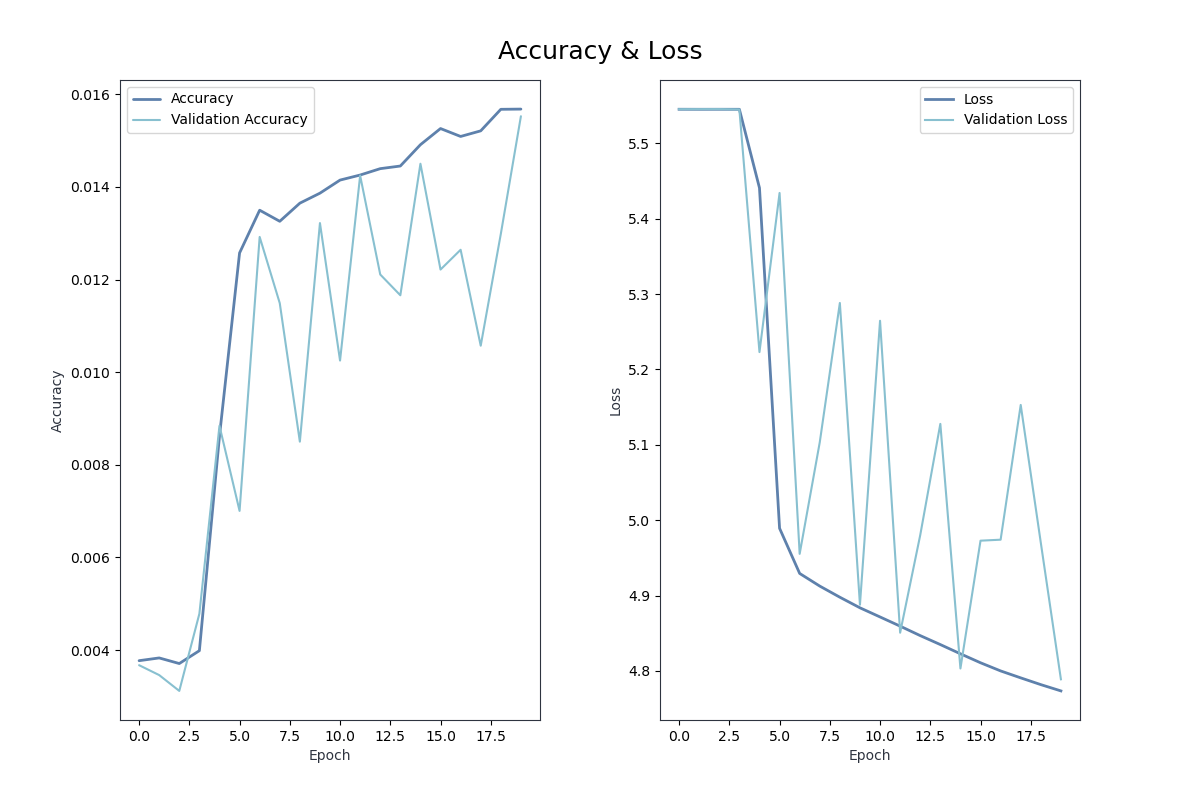 Accuracy & Loss
Accuracy
Validation Accuracy
0.016
0.014
0.012
0.010
0.008
0.006
0.004
Accuracy
0.0 2.5 5.0 7.5 10.0 12.5 15.0 17.5
Epoch
Loss
Validation Loss
5.5
5.4
5.3
5.2
5.1
5.0
4.9
4.8
Loss
0.0 2.5 5.0 7.5 10.0 12.5 15.0 17.5
Epoch